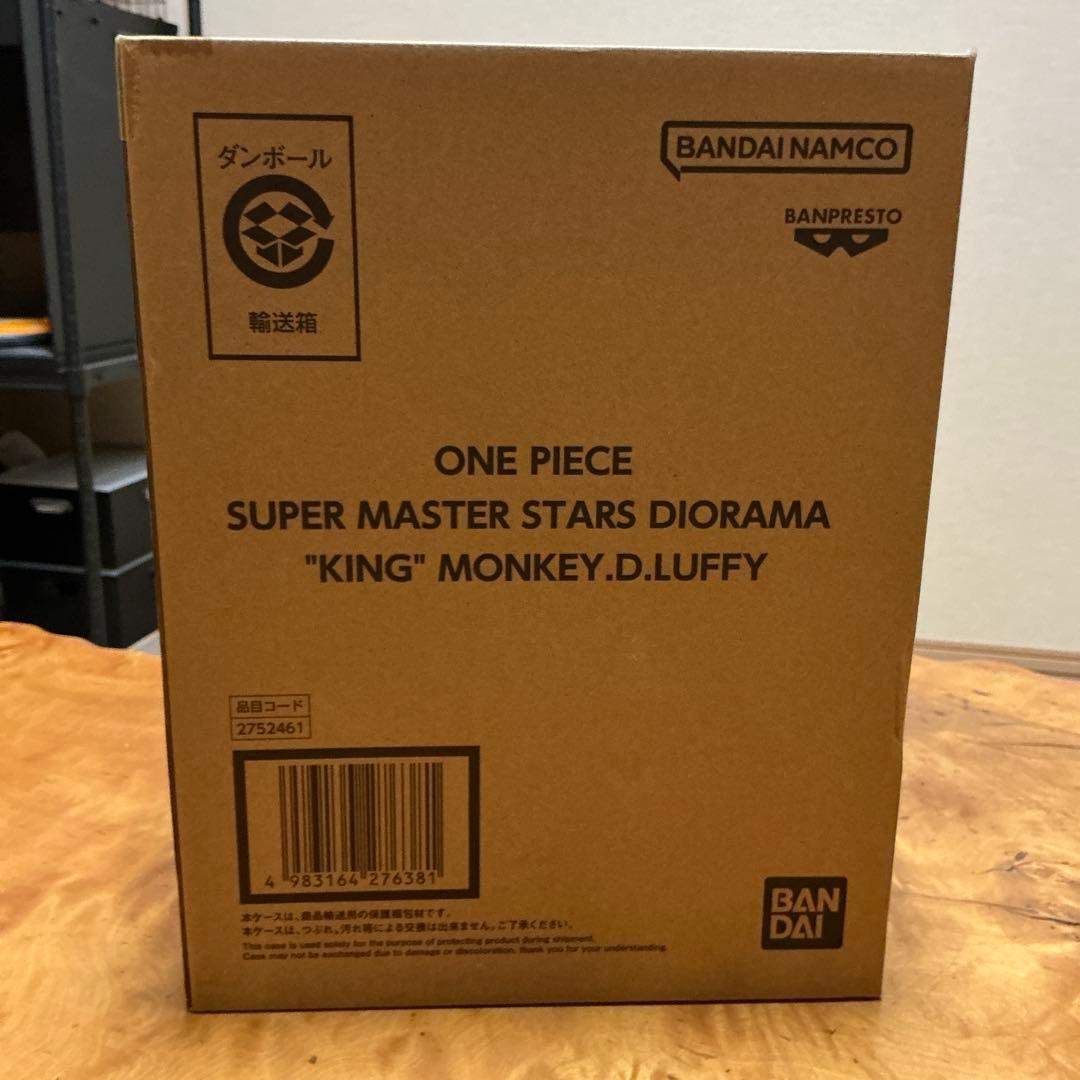 ダンボール
輸送箱
BANDAI NAMCO
BANPRESTO
ONE PIECE
SUPER MASTER STARS DIORAMA
"KING" MONKEY.D.LUFFY
品目コード
2752461
4 983164 276381
本ケースは、商品輸送用の保護梱包材です。
本ケースは、つぶれ、汚れ等による交換は出来ません。ご了承ください。
This case is used solely for the purpose of protecting product during shipment.
Case may not be exchanged due to damage or discoloration, thank you for your understanding.
BAN
DAI